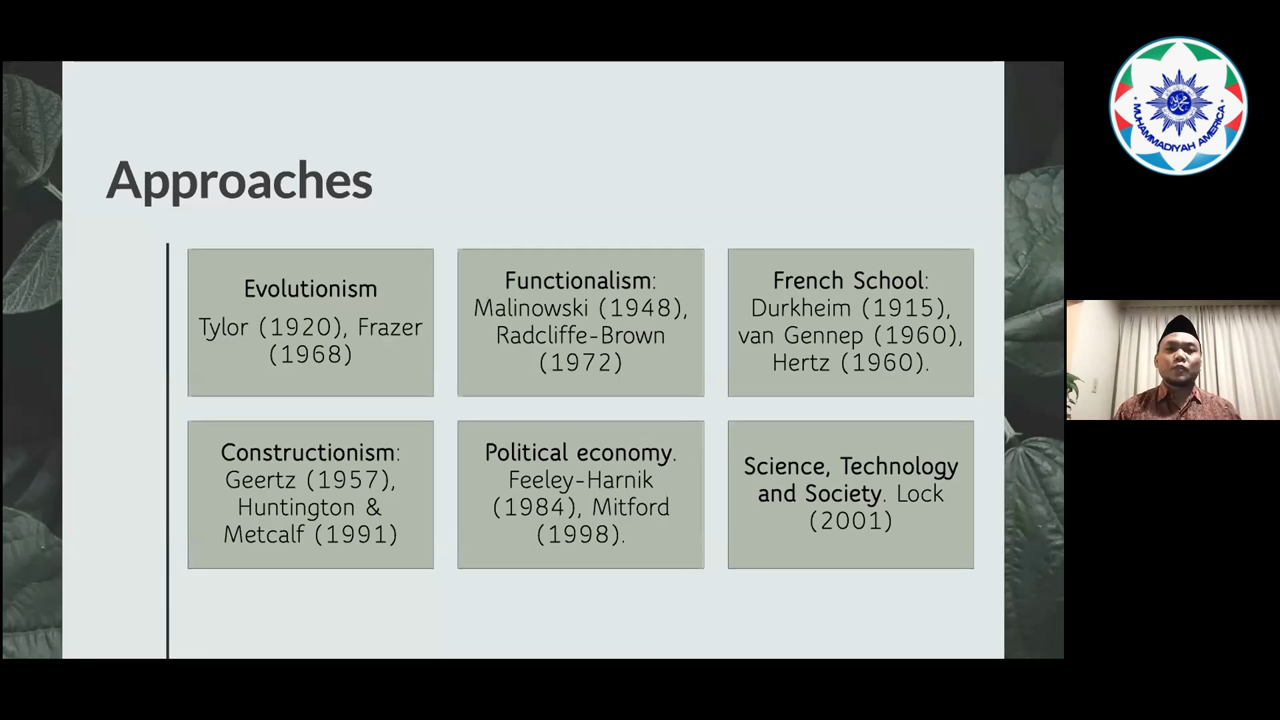 Approaches
Evolutionism
Tylor (1920), Frazer
(1968)
Functionalism:
Malinowski (1948),
Radcliffe-Brown
(1972)
French School:
Durkheim (1915),
van Gennep (1960),
Hertz (1960).
Constructionism:
Geertz (1957),
Huntington &
Metcalf (1991)
Political economy.
Feeley-Harnik
(1984), Mitford
(1998).
Science, Technology
and Society. Lock
(2001)
MUHAMMADIYAH AMERICA